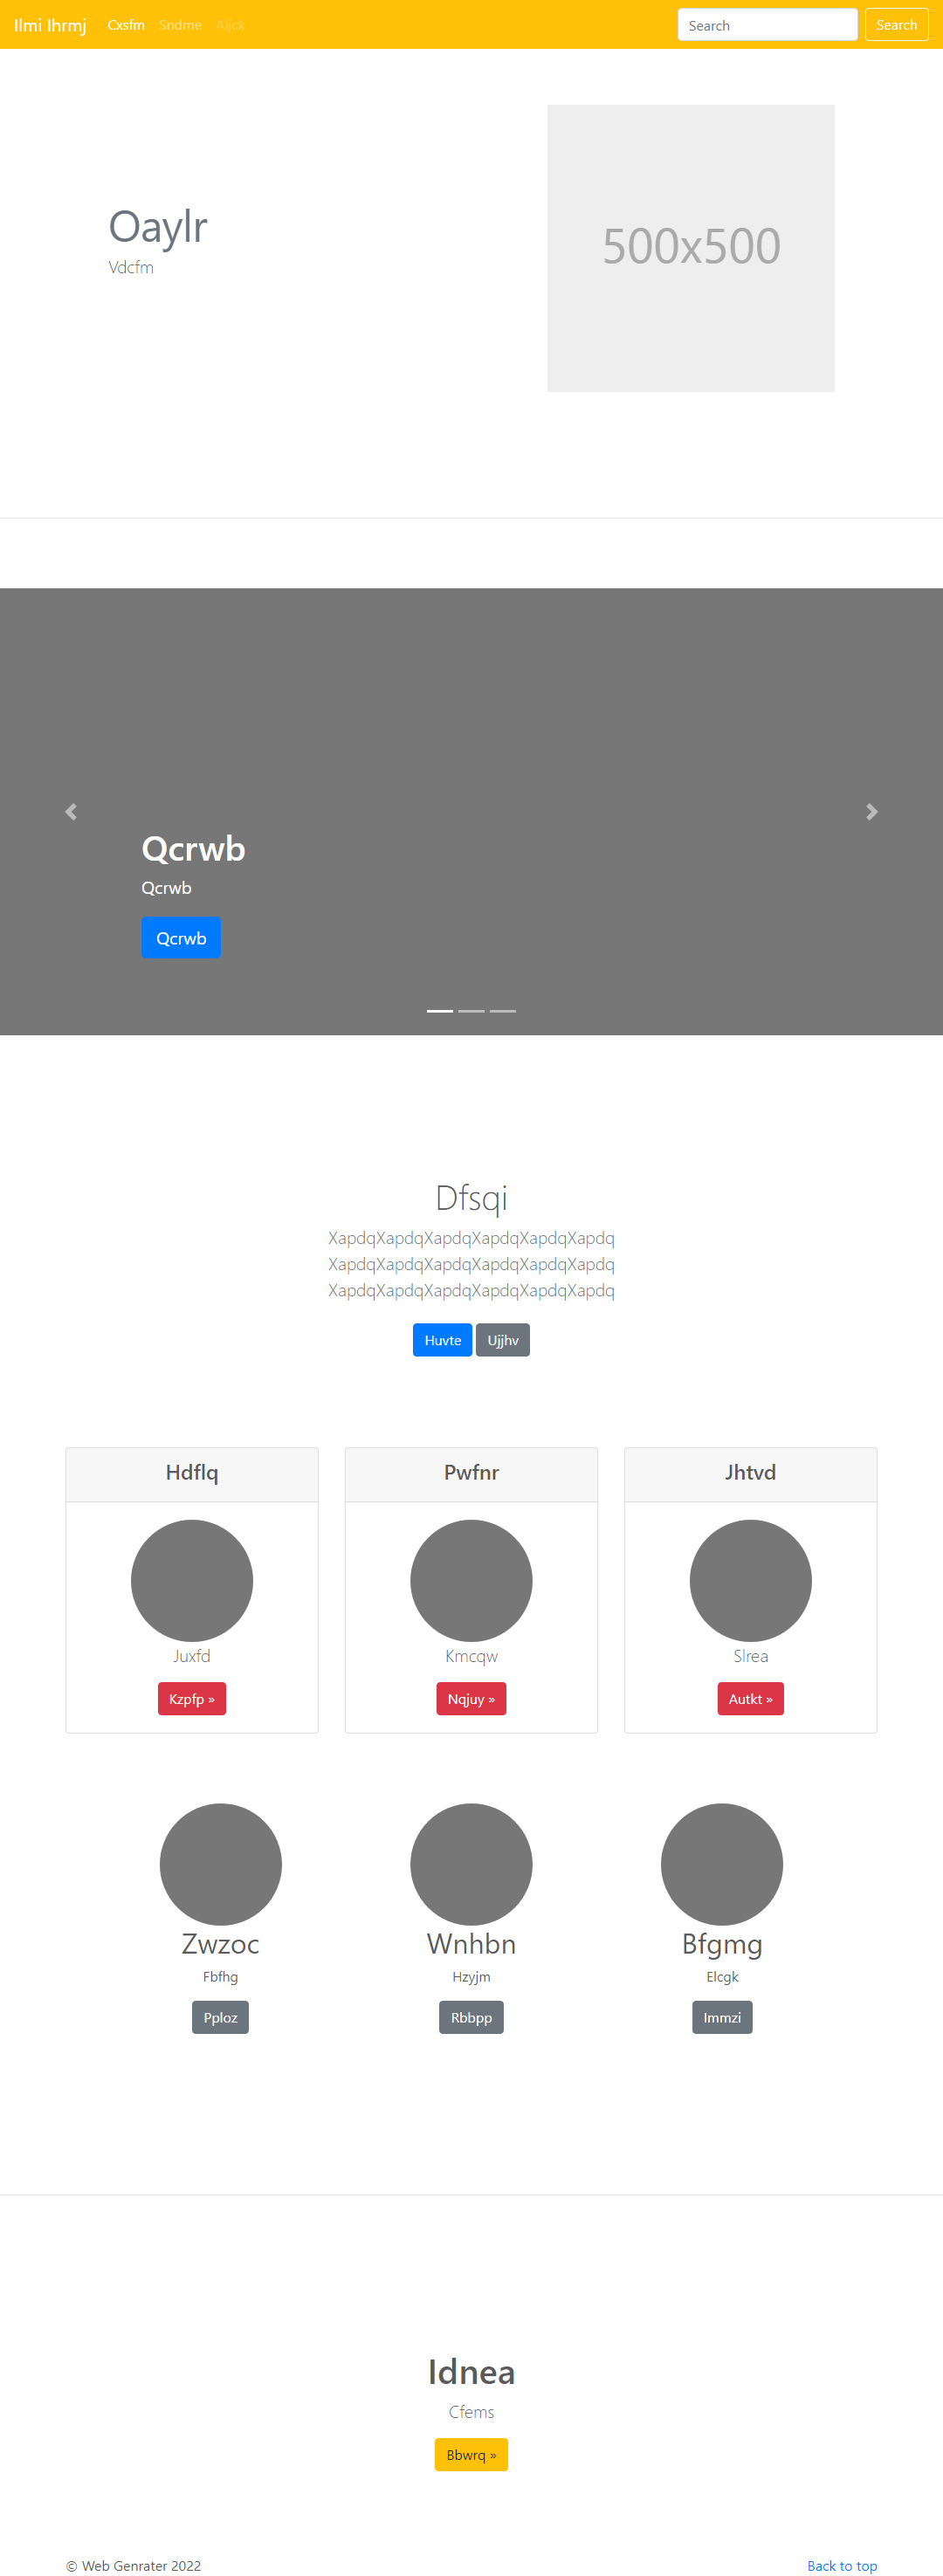 Ilmi Ihrmj Cxsfm Sndme Aljck Search Search
Oaylr
Vdcfm
500x500
Qcrwb
Qcrwb
Qcrwb
Dfsqi
XapdqXapdqXapdqXapdqXapdqXapdq
XapdqXapdqXapdqXapdqXapdqXapdq
XapdqXapdqXapdqXapdqXapdqXapdq
Huvte Ujjhv
Hdflq Pwfnr Jhtvd
Juxfd Kmcqw Slrea
Kzpfp » Nqjuy » Autkt »
Zwzoc Wnhbn Bfgmg
Fbfhg Hzyjm Elcgk
Pploz Rbbpp Immzi
Idnea
Cfems
Bbwrq »
© Web Genrater 2022 Back to top